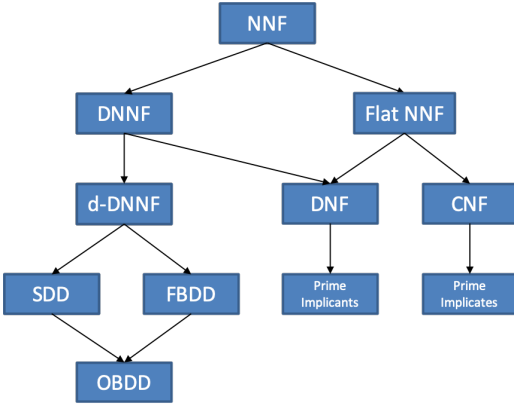 NNF
DNNF
Flat NNF
d-DNNF
DNF
CNF
SDD
FBDD
Prime
Implicants
Prime
Implicates
OBDD